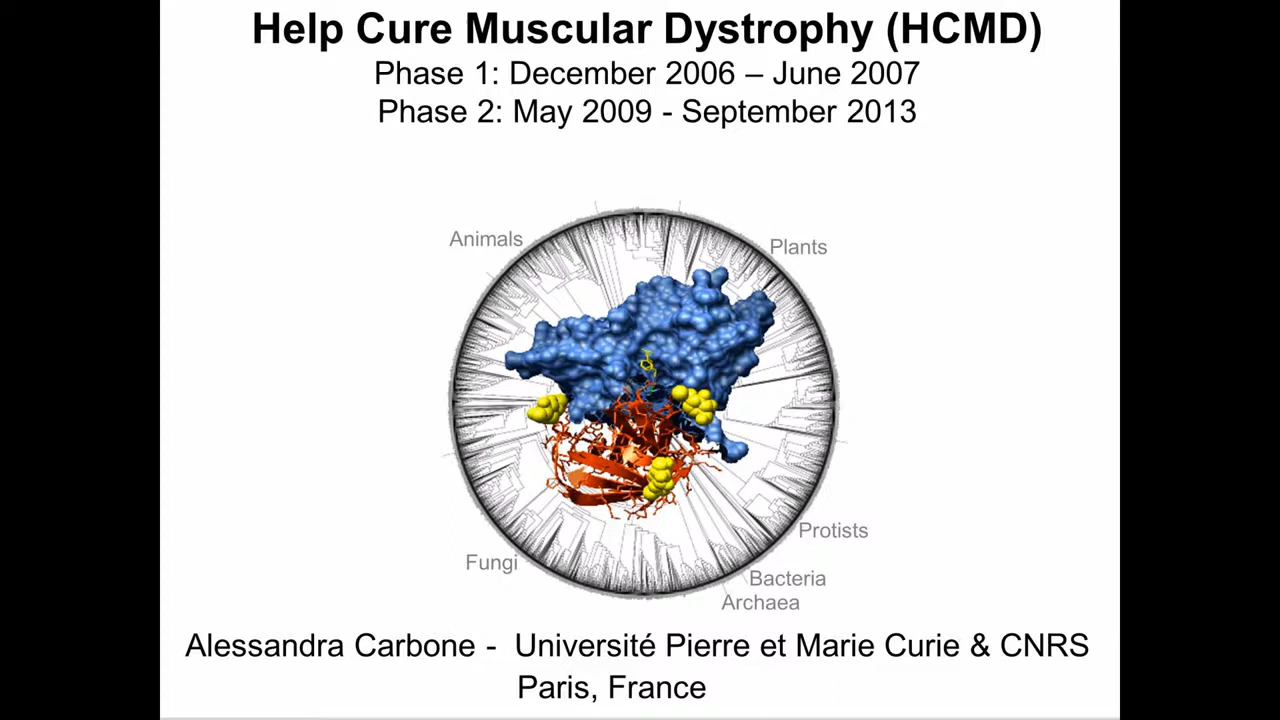 Help Cure Muscular Dystrophy (HCMD)
Phase 1: December 2006 – June 2007
Phase 2: May 2009 - September 2013
Animals
Plants
Protists
Fungi
Bacteria
Archaea
Alessandra Carbone - Université Pierre et Marie Curie & CNRS
Paris, France